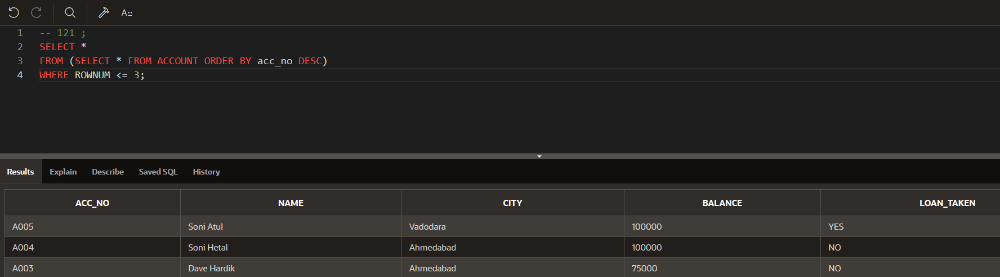 A
1 -- 121 ;
2 SELECT *
3 FROM (SELECT * FROM ACCOUNT ORDER BY acc_no DESC)
4 WHERE ROWNUM <= 3;
Results Explain Describe Saved SQL History
ACC_NO NAME CITY BALANCE LOAN_TAKEN
A005 Soni Atul Vadodara 100000 YES
A004 Soni Hetal Ahmedabad 100000 NO
A003 Dave Hardik Ahmedabad 75000 NO